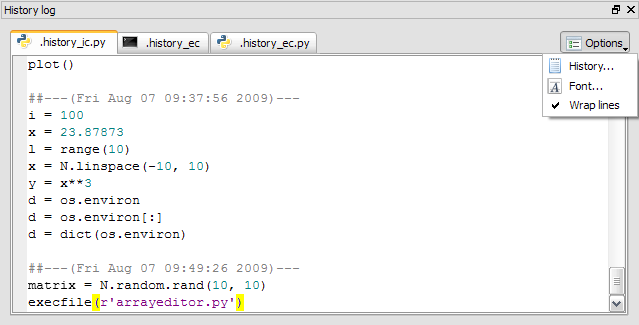 History log
.history_ic.py
.history_ec
.history_ec.py
Options
History...
Font...
Wrap lines
plot()
##---(Fri Aug 07 09:37:56 2009)---
i = 100
x = 23.87873
l = range(10)
x = N.linspace(-10, 10)
y = x**3
d = os.environ
d = os.environ[:]
d = dict(os.environ)
##---(Fri Aug 07 09:49:26 2009)---
matrix = N.random.rand(10, 10)
execfile(r'arrayeditor.py')